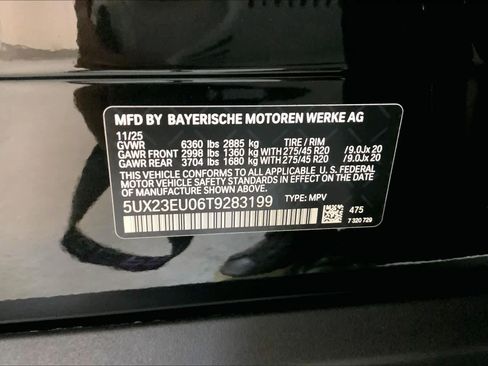 MFD BY BAYERISCHE MOTOREN WERKE AG
11/25
GVWR 6360 lbs 2885 kg TIRE / RIM
GAWR FRONT 2998 lbs 1360 kg WITH 275/45 R20 /9.0Jx 20
GAWR REAR 3704 lbs 1680 kg WITH 275/45 R20 /9.0Jx 20
THIS VEHICLE CONFORMS TO ALL APPLICABLE U. S. FEDERAL
MOTOR VEHICLE SAFETY STANDARDS IN EFFECT ON THE
DATE OF MANUFACTURE SHOWN ABOVE.
5UX23EU06T9283199 TYPE: MPV
475
7 320 729